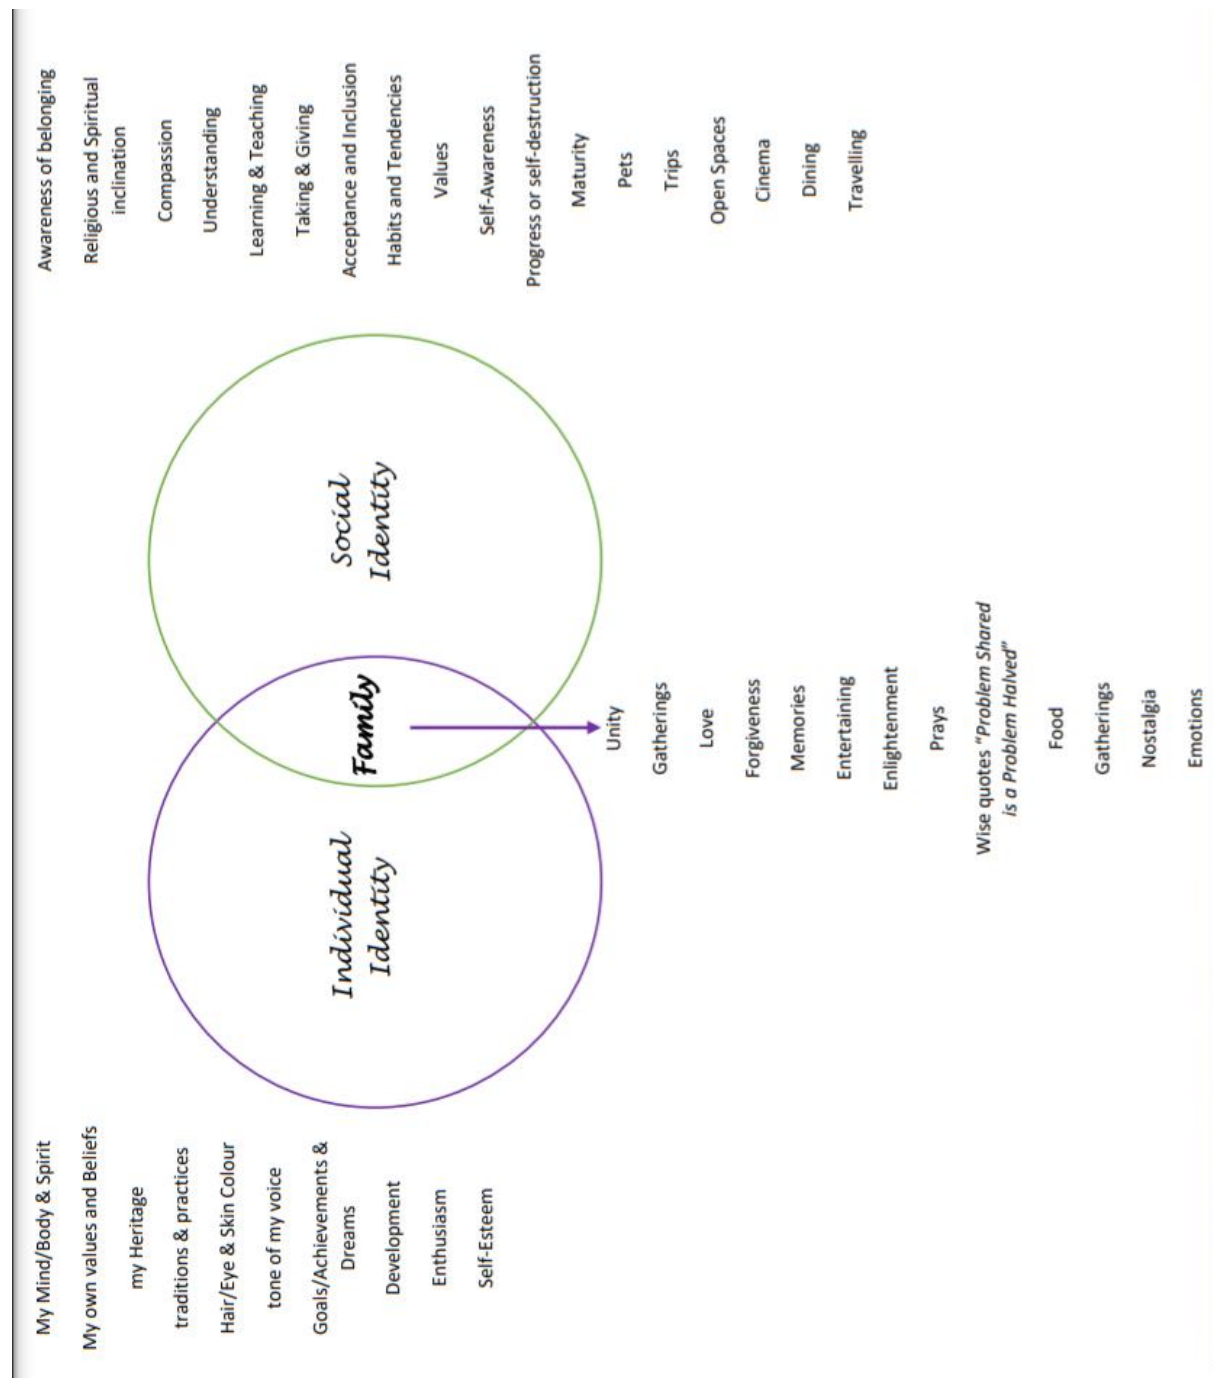 My Mind/Body & Spirit
My own values and Beliefs
my Heritage
traditions & practices
Hair/Eye & Skin Colour
tone of my voice
Goals/Achievements &
Dreams
Development
Enthusiasm
Self-Esteem
Individual
Identity
Family
Social
Identity
Unity
Gatherings
Love
Forgiveness
Memories
Entertaining
Enlightenment
Prays
Wise quotes "Problem Shared
is a Problem Halved"
Food
Gatherings
Nostalgia
Emotions
Awareness of belonging
Religious and Spiritual
inclination
Compassion
Understanding
Learning & Teaching
Taking & Giving
Acceptance and Inclusion
Habits and Tendencies
Values
Self-Awareness
Progress or self-destruction
Maturity
Pets
Trips
Open Spaces
Cinema
Dining
Travelling